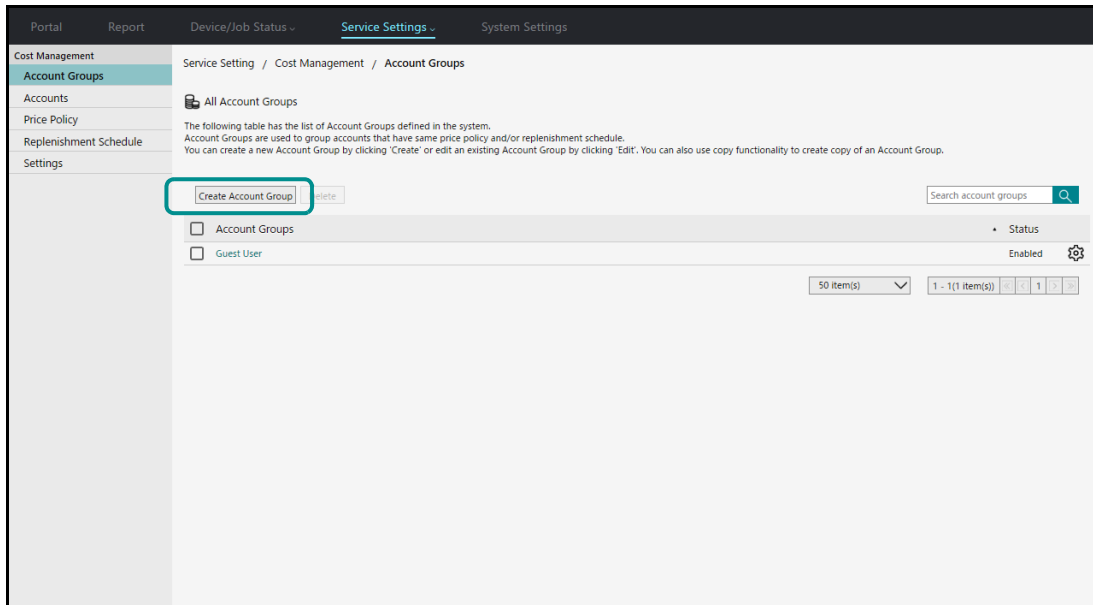 Portal Report Device/Job Status Service Settings System Settings
Cost Management
Account Groups
Accounts
Price Policy
Replenishment Schedule
Settings
Service Setting / Cost Management / Account Groups
All Account Groups
The following table has the list of Account Groups defined in the system.
Account Groups are used to group accounts that have same price policy and/or replenishment schedule.
You can create a new Account Group by clicking 'Create' or edit an existing Account Group by clicking 'Edit'. You can also use copy functionality to create copy of an Account Group.
Create Account Group elete Search account groups
Account Groups Status
Guest User Enabled
50 item(s) 1 - 1(1 item(s)) « < 1 > »